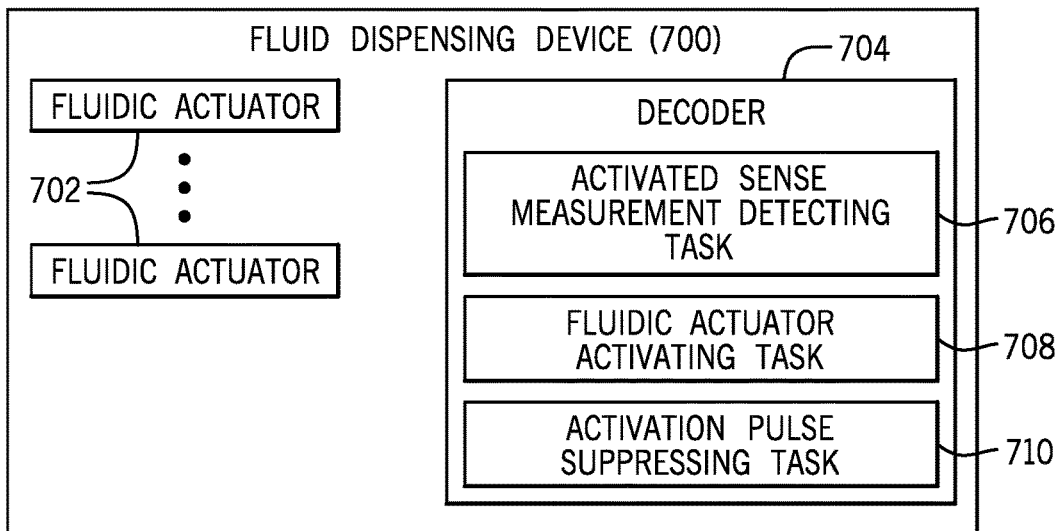 FLUID DISPENSING DEVICE (700)
704
FLUIDIC ACTUATOR
702
FLUIDIC ACTUATOR
DECODER
ACTIVATED SENSE
MEASUREMENT DETECTING
TASK
706
FLUIDIC ACTUATOR
ACTIVATING TASK
708
ACTIVATION PULSE
SUPPRESSING TASK
710